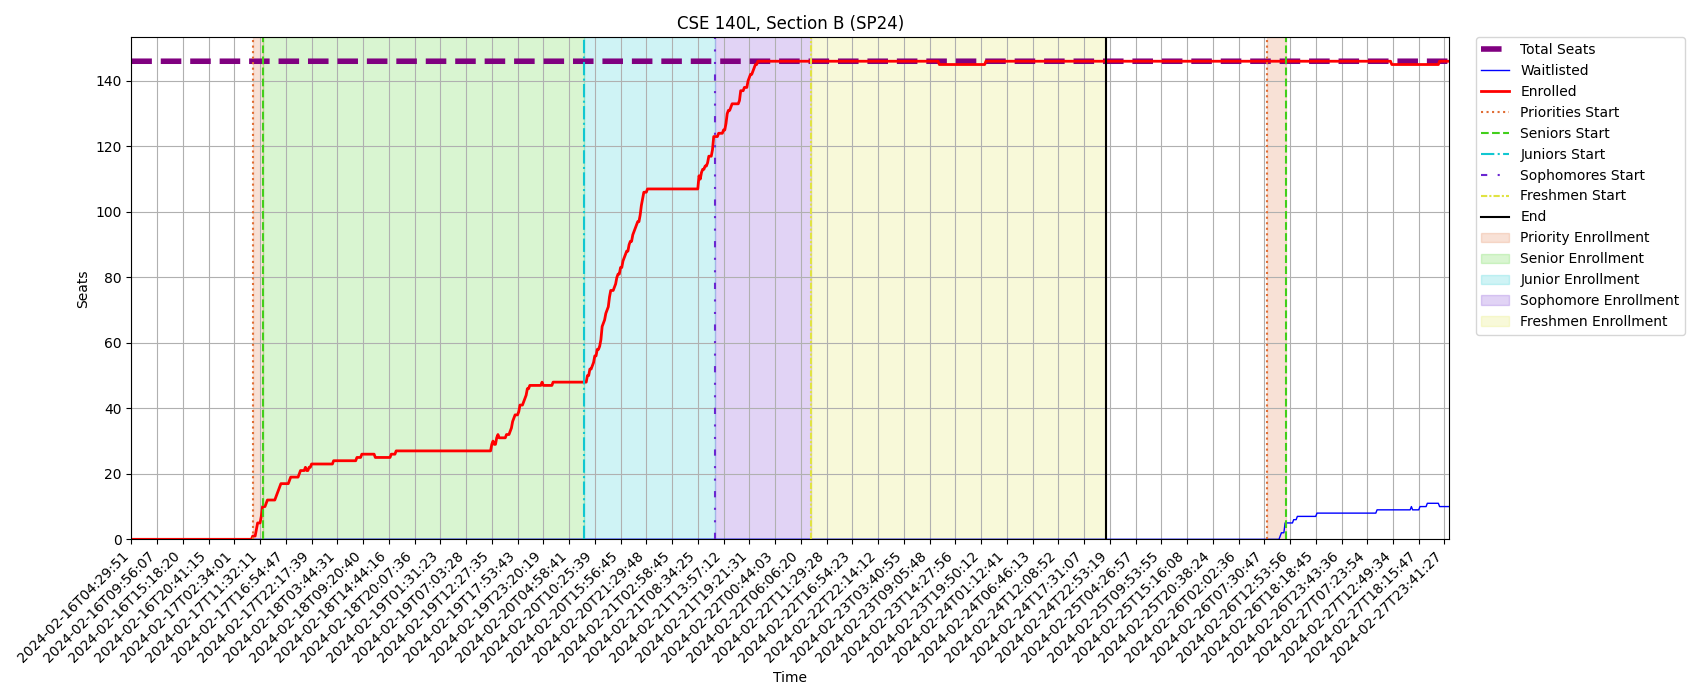 CSE 140L, Section B (SP24)
Seats
140
120
100
80
60
40
20
0
2024-02-16T04:29:51
2024-02-16T09:56:07
2024-02-16T15:18:20
2024-02-16T20:41:15
2024-02-17T02:34:01
2024-02-17T11:32:11
2024-02-17T16:54:47
2024-02-17T22:17:39
2024-02-18T03:44:31
2024-02-18T09:20:40
2024-02-18T14:44:16
2024-02-18T20:07:36
2024-02-19T01:31:23
2024-02-19T07:03:28
2024-02-19T12:27:35
2024-02-19T17:53:43
2024-02-19T23:20:19
2024-02-20T04:58:41
2024-02-20T10:25:39
2024-02-20T15:56:45
2024-02-20T21:29:48
2024-02-21T02:58:45
2024-02-21T08:34:25
2024-02-21T13:57:12
2024-02-21T19:21:31
2024-02-22T00:44:03
2024-02-22T06:06:20
2024-02-22T11:29:28
2024-02-22T16:54:23
2024-02-22T22:14:12
2024-02-23T03:40:55
2024-02-23T09:05:48
2024-02-23T14:27:56
2024-02-23T19:50:12
2024-02-24T01:12:41
2024-02-24T06:46:13
2024-02-24T12:08:52
2024-02-24T17:31:07
2024-02-24T22:53:19
2024-02-25T04:26:57
2024-02-25T09:53:55
2024-02-25T15:16:08
2024-02-25T20:38:24
2024-02-26T02:02:36
2024-02-26T07:30:47
2024-02-26T12:53:56
2024-02-26T18:18:45
2024-02-26T23:43:36
2024-02-27T07:23:54
2024-02-27T12:49:34
2024-02-27T18:15:47
2024-02-27T23:41:27
Time
Total Seats
Waitlisted
Enrolled
Priorities Start
Seniors Start
Juniors Start
Sophomores Start
Freshmen Start
End
Priority Enrollment
Senior Enrollment
Junior Enrollment
Sophomore Enrollment
Freshmen Enrollment